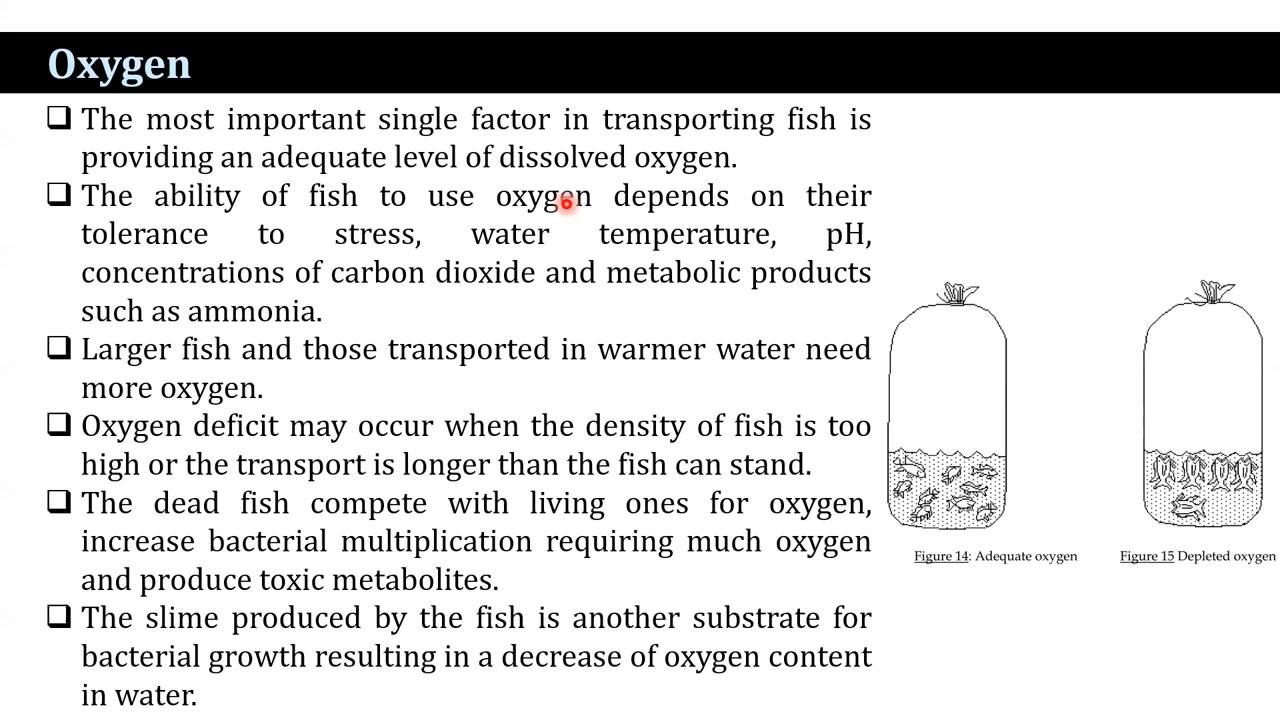 Oxygen
❑ The most important single factor in transporting fish is
providing an adequate level of dissolved oxygen.
❑ The ability of fish to use oxygen depends on their
tolerance to stress, water temperature, pH,
concentrations of carbon dioxide and metabolic products
such as ammonia.
❑ Larger fish and those transported in warmer water need
more oxygen.
❑ Oxygen deficit may occur when the density of fish is too
high or the transport is longer than the fish can stand.
❑ The dead fish compete with living ones for oxygen,
increase bacterial multiplication requiring much oxygen
and produce toxic metabolites.
❑ The slime produced by the fish is another substrate for
bacterial growth resulting in a decrease of oxygen content
in water.
Figure 14: Adequate oxygen
Figure 15 Depleted oxygen